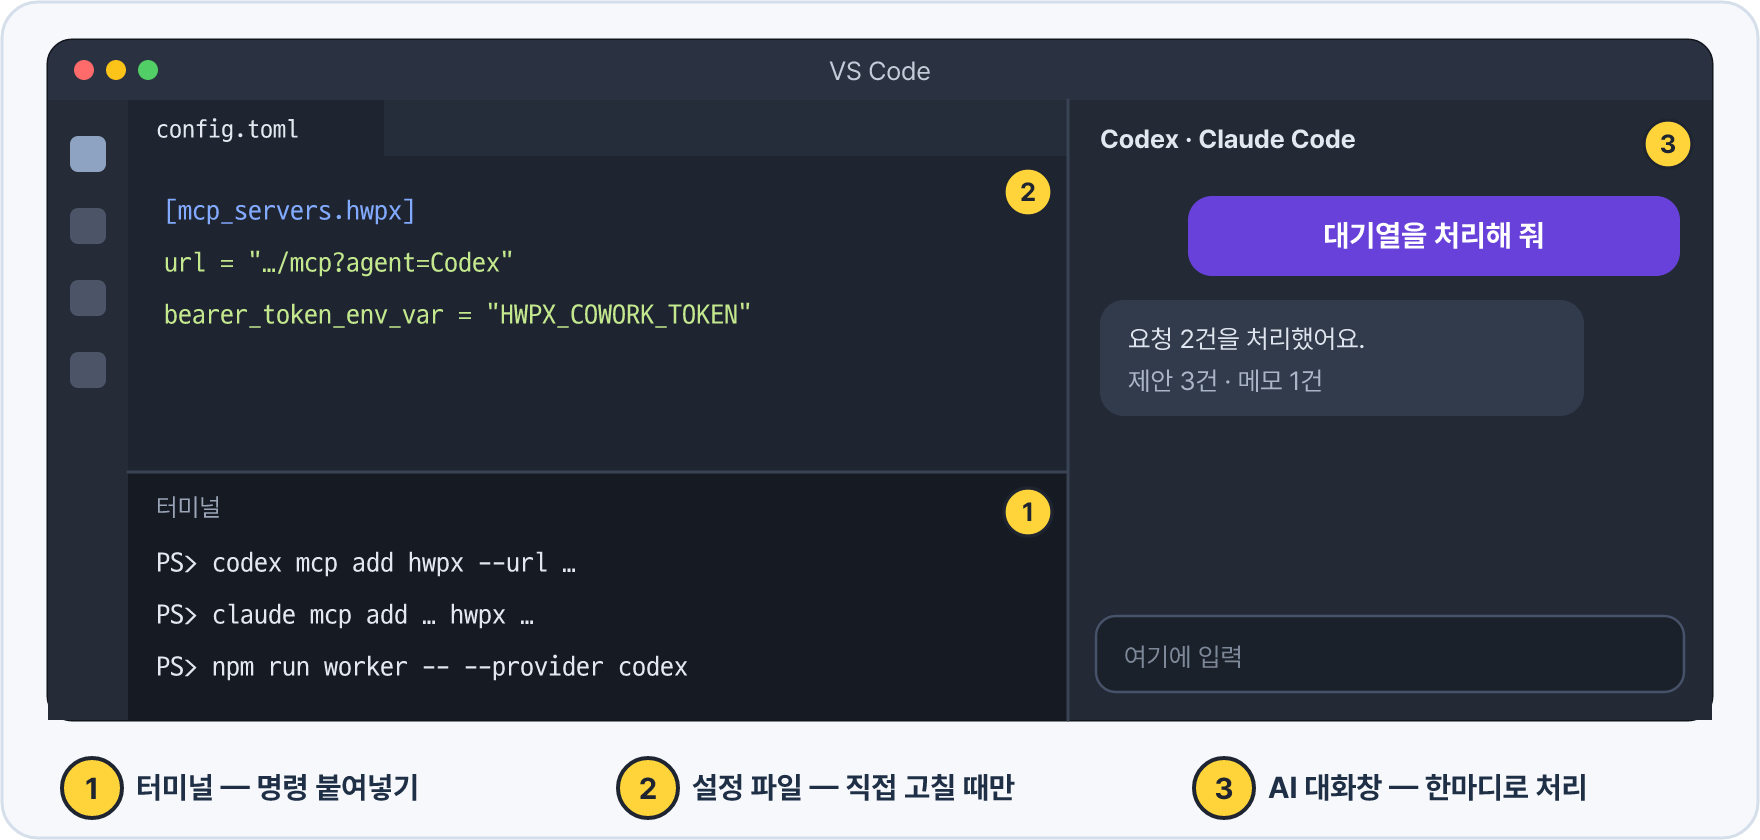 VS Code
config.toml
[mcp_servers.hwpx]
url = "…/mcp?agent=Codex"
bearer_token_env_var = "HWPX_COWORK_TOKEN"
2
터미널
1
PS> codex mcp add hwpx --url …
PS> claude mcp add … hwpx …
PS> npm run worker -- --provider codex
Codex · Claude Code
3
대기열을 처리해 줘
요청 2건을 처리했어요.
제안 3건 · 메모 1건
여기에 입력
1 터미널 — 명령 붙여넣기
2 설정 파일 — 직접 고칠 때만
3 AI 대화창 — 한마디로 처리